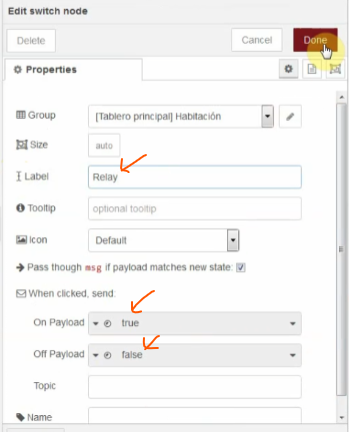 Edit switch node
Delete
Cancel
Done
Properties
Group
[Tablero principal] Habitación
Size
auto
Label
Relay
Tooltip
optional tooltip
Icon
Default
Pass though msg if payload matches new state:
When clicked, send:
On Payload
true
Off Payload
false
Topic
Name